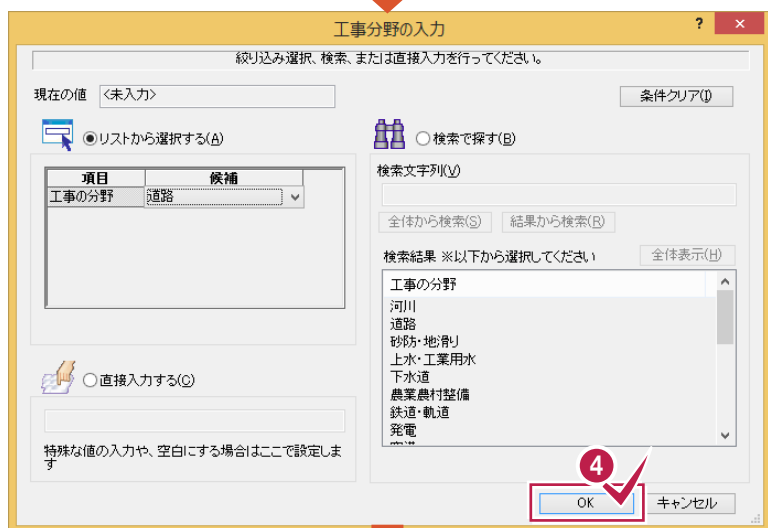 工事分野の入力
? ×
絞り込み選択、検索、または直接入力を行ってください。
現在の値 <未入力>
条件クリア(I)
リストから選択する(A)
検索で探す(B)
項目 候補
工事の分野 道路
検索文字列(V)
全体から検索(S) 結果から検索(R)
検索結果 ※以下から選択してください 全体表示(H)
工事の分野
河川
道路
砂防・地滑り
上水・工業用水
下水道
農業農村整備
鉄道・軌道
発電
直接入力する(C)
特殊な値の入力や、空白にする場合はここで設定しま
す
4
OK キャンセル